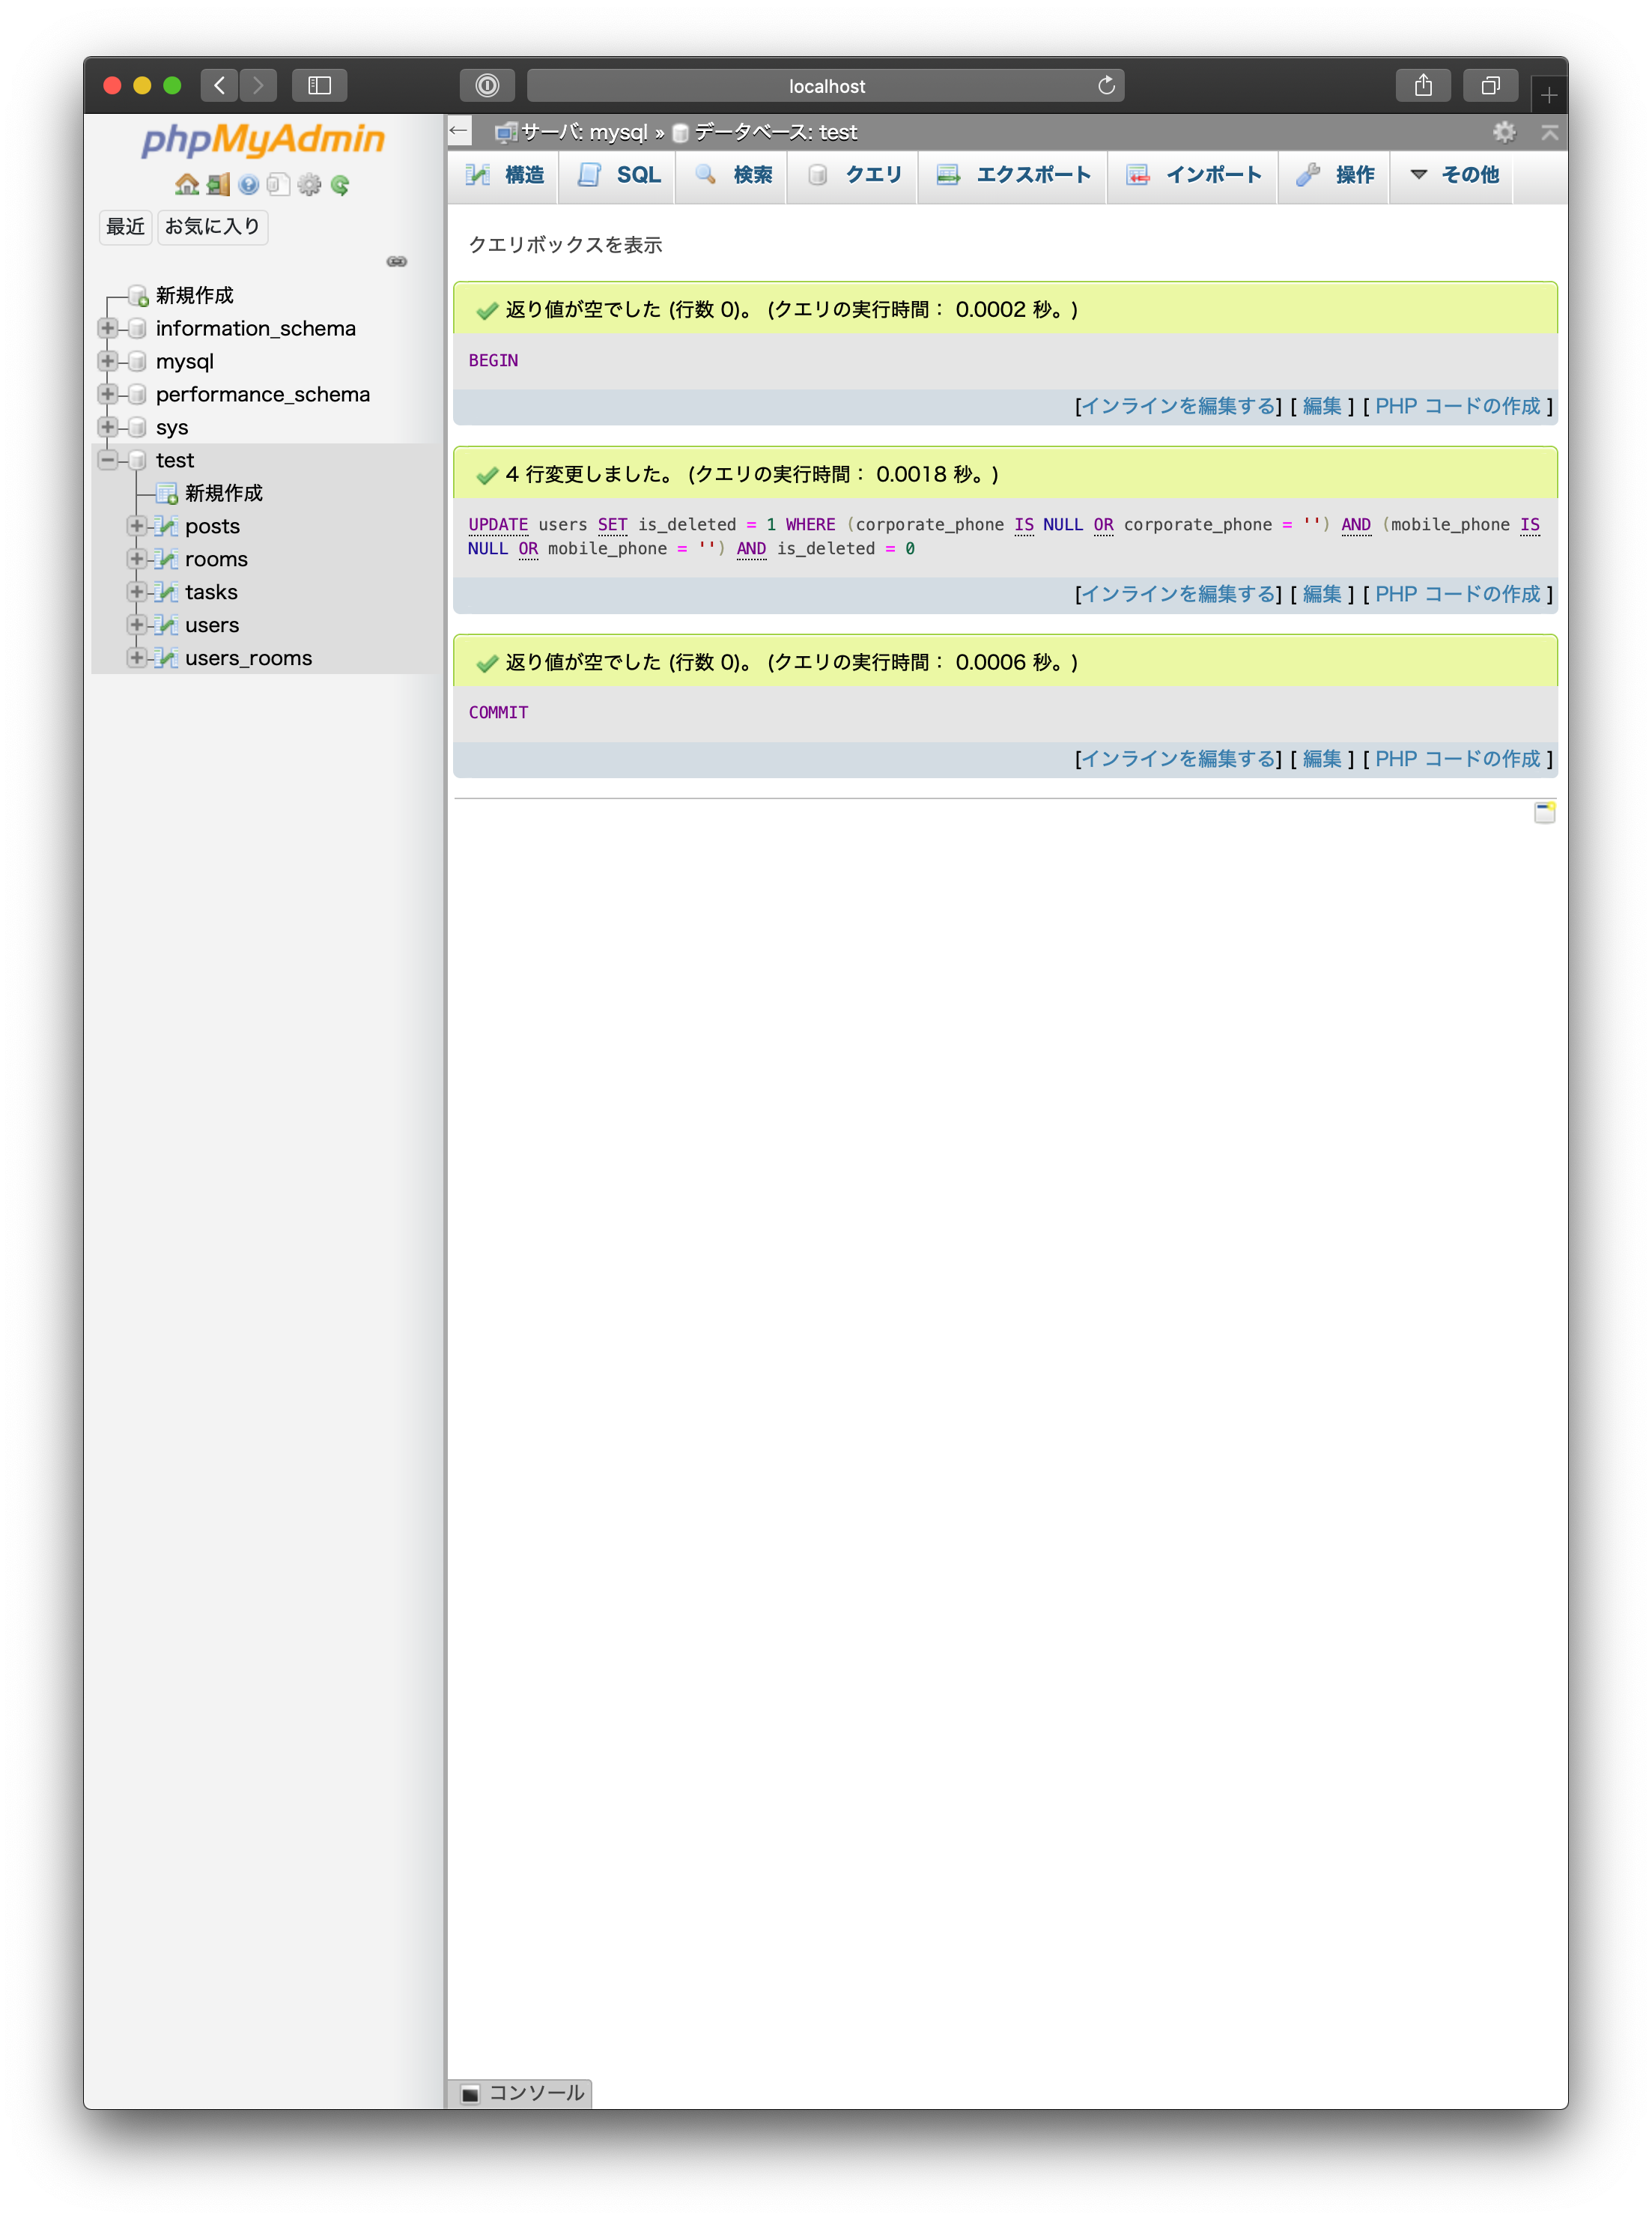 localhost
phpMyAdmin
最近 お気に入り
新規作成
information_schema
mysql
performance_schema
sys
test
新規作成
posts
rooms
tasks
users
users_rooms
サーバ: mysql » データベース: test
構造 SQL 検索 クエリ エクスポート インポート 操作 その他
クエリボックスを表示
返り値が空でした (行数 0)。 (クエリの実行時間： 0.0002 秒。)
BEGIN
[インラインを編集する] [ 編集 ] [ PHP コードの作成 ]
4 行変更しました。 (クエリの実行時間： 0.0018 秒。)
UPDATE users SET is_deleted = 1 WHERE (corporate_phone IS NULL OR corporate_phone = '') AND (mobile_phone IS
NULL OR mobile_phone = '') AND is_deleted = 0
[インラインを編集する] [ 編集 ] [ PHP コードの作成 ]
返り値が空でした (行数 0)。 (クエリの実行時間： 0.0006 秒。)
COMMIT
[インラインを編集する] [ 編集 ] [ PHP コードの作成 ]
コンソール